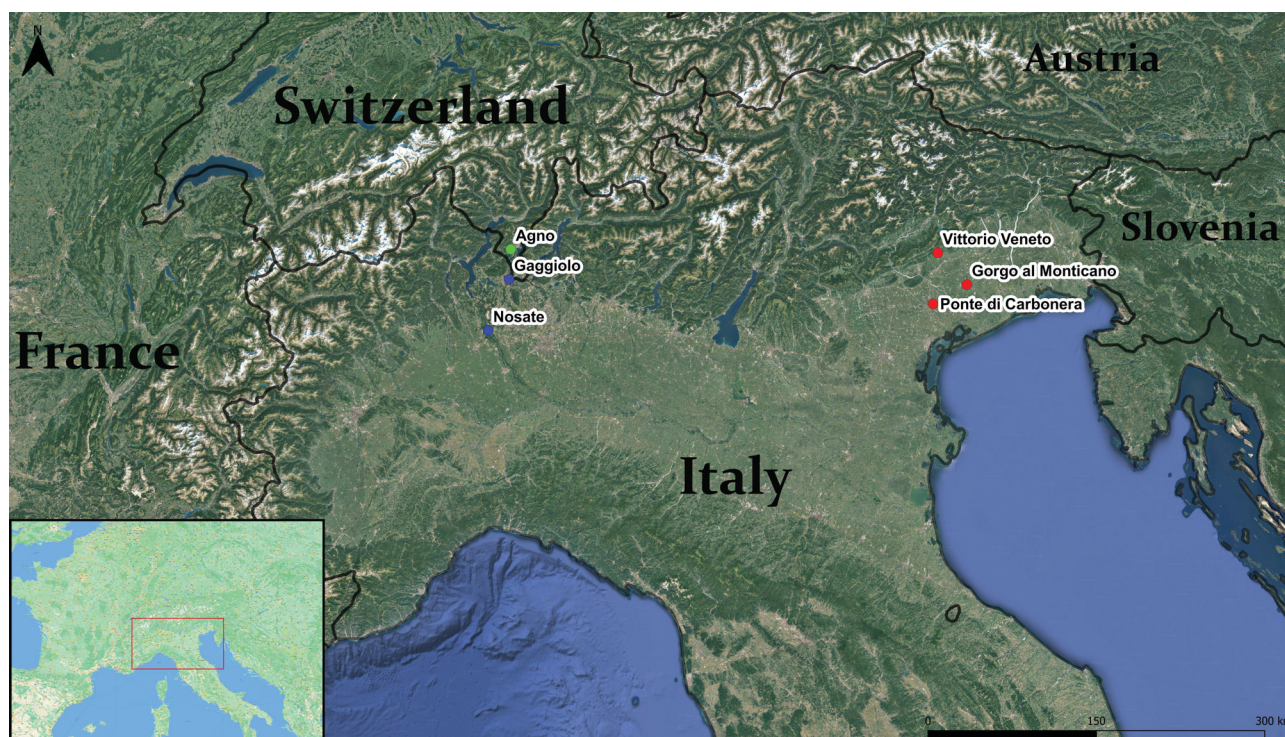 N
Switzerland
Austria
Slovenia
France
Italy
Agno
Gaggiolo
Nosate
Vittorio Veneto
Gorgo al Monticano
Ponte di Carbonera
0 150 300 km